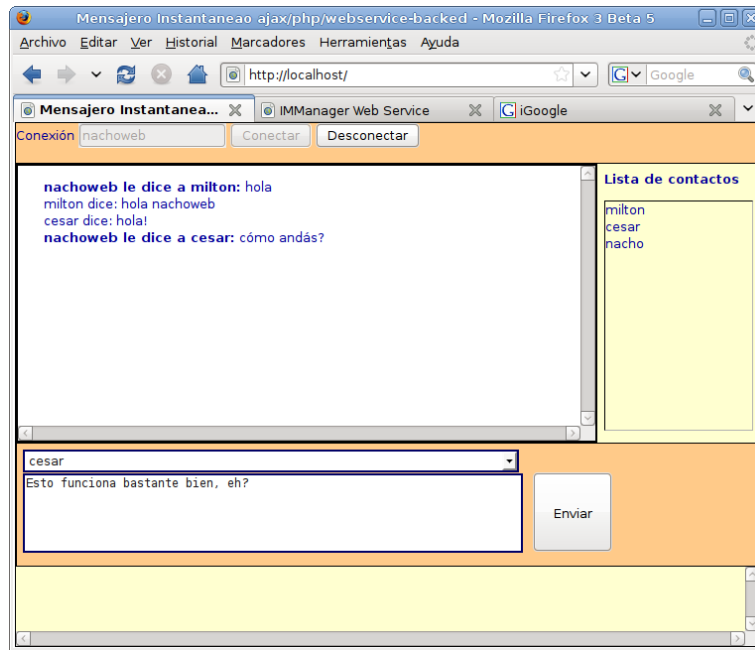 Mensajero Instantaneao ajax/php/webservice-backed - Mozilla Firefox 3 Beta 5
Archivo Editar Ver Historial Marcadores Herramientas Ayuda
http://localhost/ G Google
Mensajero Instantanea... IMManager Web Service G iGoogle
Conexión nachoweb Conectar Desconectar
nachoweb le dice a milton: hola
milton dice: hola nachoweb
cesar dice: hola!
nachoweb le dice a cesar: cómo andás?
Lista de contactos
milton
cesar
nacho
cesar
Esto funciona bastante bien, eh?
Enviar